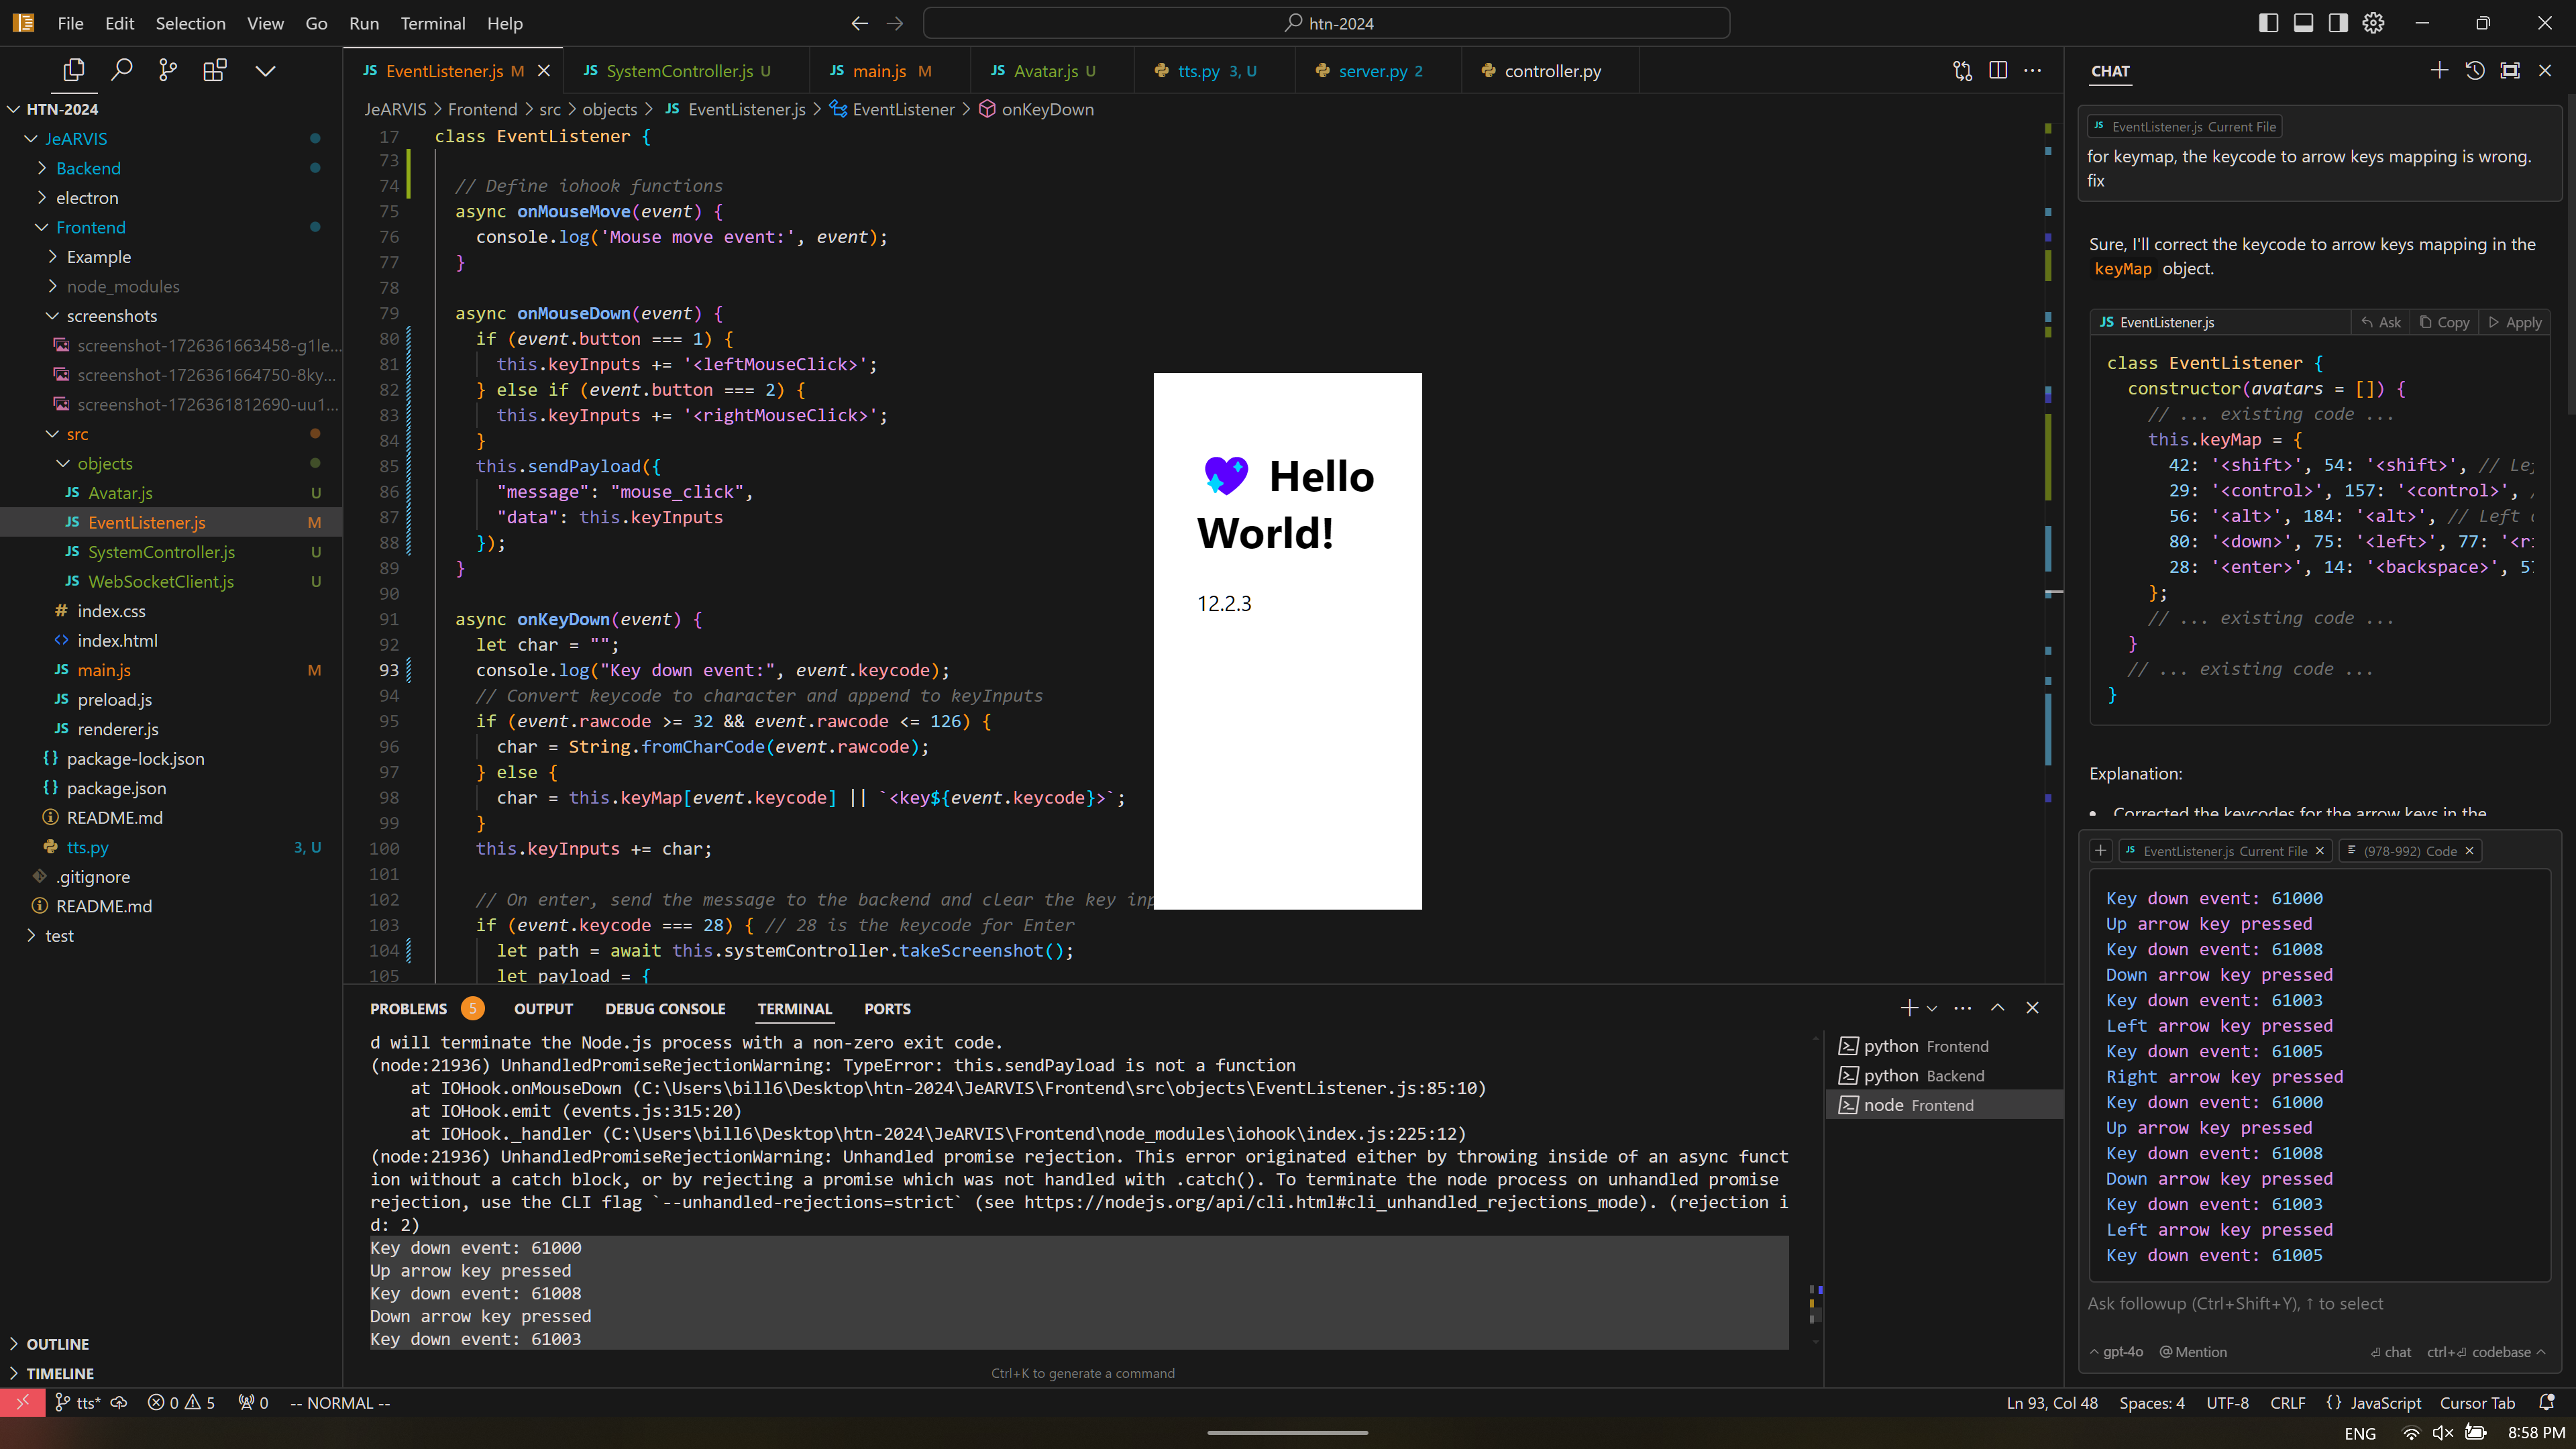 File Edit Selection View Go Run Terminal Help
htn-2024
HTN-2024
JeARVIS
Backend
electron
Frontend
Example
node_modules
screenshots
screenshot-1726361663458-g1le...
screenshot-1726361664750-8ky...
screenshot-1726361812690-uu1...
src
objects
JS Avatar.js U
JS EventListener.js M
JS SystemController.js U
JS WebSocketClient.js U
# index.css
<> index.html
JS main.js M
JS preload.js
JS renderer.js
{} package-lock.json
{} package.json
README.md
tts.py 3, U
.gitignore
README.md
test
OUTLINE
TIMELINE
JS EventListener.js M
JS SystemController.js U
JS main.js M
JS Avatar.js U
tts.py 3, U
server.py 2
controller.py
JeARVIS > Frontend > src > objects > JS EventListener.js > EventListener > onKeyDown
17 class EventListener {
73
74 // Define iohook functions
75 async onMouseMove(event) {
76 console.log('Mouse move event:', event);
77 }
78
79 async onMouseDown(event) {
80 if (event.button === 1) {
81 this.keyInputs += '<leftMouseClick>';
82 } else if (event.button === 2) {
83 this.keyInputs += '<rightMouseClick>';
84 }
85 this.sendPayload({
86 "message": "mouse_click",
87 "data": this.keyInputs
88 });
89 }
90
91 async onKeyDown(event) {
92 let char = "";
93 console.log("Key down event:", event.keycode);
94 // Convert keycode to character and append to keyInputs
95 if (event.rawcode >= 32 && event.rawcode <= 126) {
96 char = String.fromCharCode(event.rawcode);
97 } else {
98 char = this.keyMap[event.keycode] || `<key${event.keycode}>`;
99 }
100 this.keyInputs += char;
101
102 // On enter, send the message to the backend and clear the key inp
103 if (event.keycode === 28) { // 28 is the keycode for Enter
104 let path = await this.systemController.takeScreenshot();
105 let payload = {
Hello
World!
12.2.3
PROBLEMS 5 OUTPUT DEBUG CONSOLE TERMINAL PORTS
d will terminate the Node.js process with a non-zero exit code.
(node:21936) UnhandledPromiseRejectionWarning: TypeError: this.sendPayload is not a function
at IOHook.onMouseDown (C:\Users\bill6\Desktop\htn-2024\JeARVIS\Frontend\src\objects\EventListener.js:85:10)
at IOHook.emit (events.js:315:20)
at IOHook._handler (C:\Users\bill6\Desktop\htn-2024\JeARVIS\Frontend\node_modules\iohook\index.js:225:12)
(node:21936) UnhandledPromiseRejectionWarning: Unhandled promise rejection. This error originated either by throwing inside of an async funct
ion without a catch block, or by rejecting a promise which was not handled with .catch(). To terminate the node process on unhandled promise
rejection, use the CLI flag `--unhandled-rejections=strict` (see https://nodejs.org/api/cli.html#cli_unhandled_rejections_mode). (rejection i
d: 2)
Key down event: 61000
Up arrow key pressed
Key down event: 61008
Down arrow key pressed
Key down event: 61003
Ctrl+K to generate a command
python Frontend
python Backend
node Frontend
CHAT
JS EventListener.js Current File
for keymap, the keycode to arrow keys mapping is wrong.
fix
Sure, I'll correct the keycode to arrow keys mapping in the
keyMap object.
JS EventListener.js Ask Copy Apply
class EventListener {
constructor(avatars = []) {
// ... existing code ...
this.keyMap = {
42: '<shift>', 54: '<shift>', // Le
29: '<control>', 157: '<control>', /
56: '<alt>', 184: '<alt>', // Left
80: '<down>', 75: '<left>', 77: '<r
28: '<enter>', 14: '<backspace>', 5
};
// ... existing code ...
}
// ... existing code ...
}
Explanation:
• Corrected the keycodes for the arrow keys in the
JS EventListener.js Current File × (978-992) Code ×
Key down event: 61000
Up arrow key pressed
Key down event: 61008
Down arrow key pressed
Key down event: 61003
Left arrow key pressed
Key down event: 61005
Right arrow key pressed
Key down event: 61000
Up arrow key pressed
Key down event: 61008
Down arrow key pressed
Key down event: 61003
Left arrow key pressed
Key down event: 61005
Ask followup (Ctrl+Shift+Y), ↑ to select
gpt-4o @ Mention chat ctrl+⏎ codebase
tts* 0 5 0 -- NORMAL -- Ln 93, Col 48 Spaces: 4 UTF-8 CRLF {} JavaScript Cursor Tab
ENG 8:58 PM